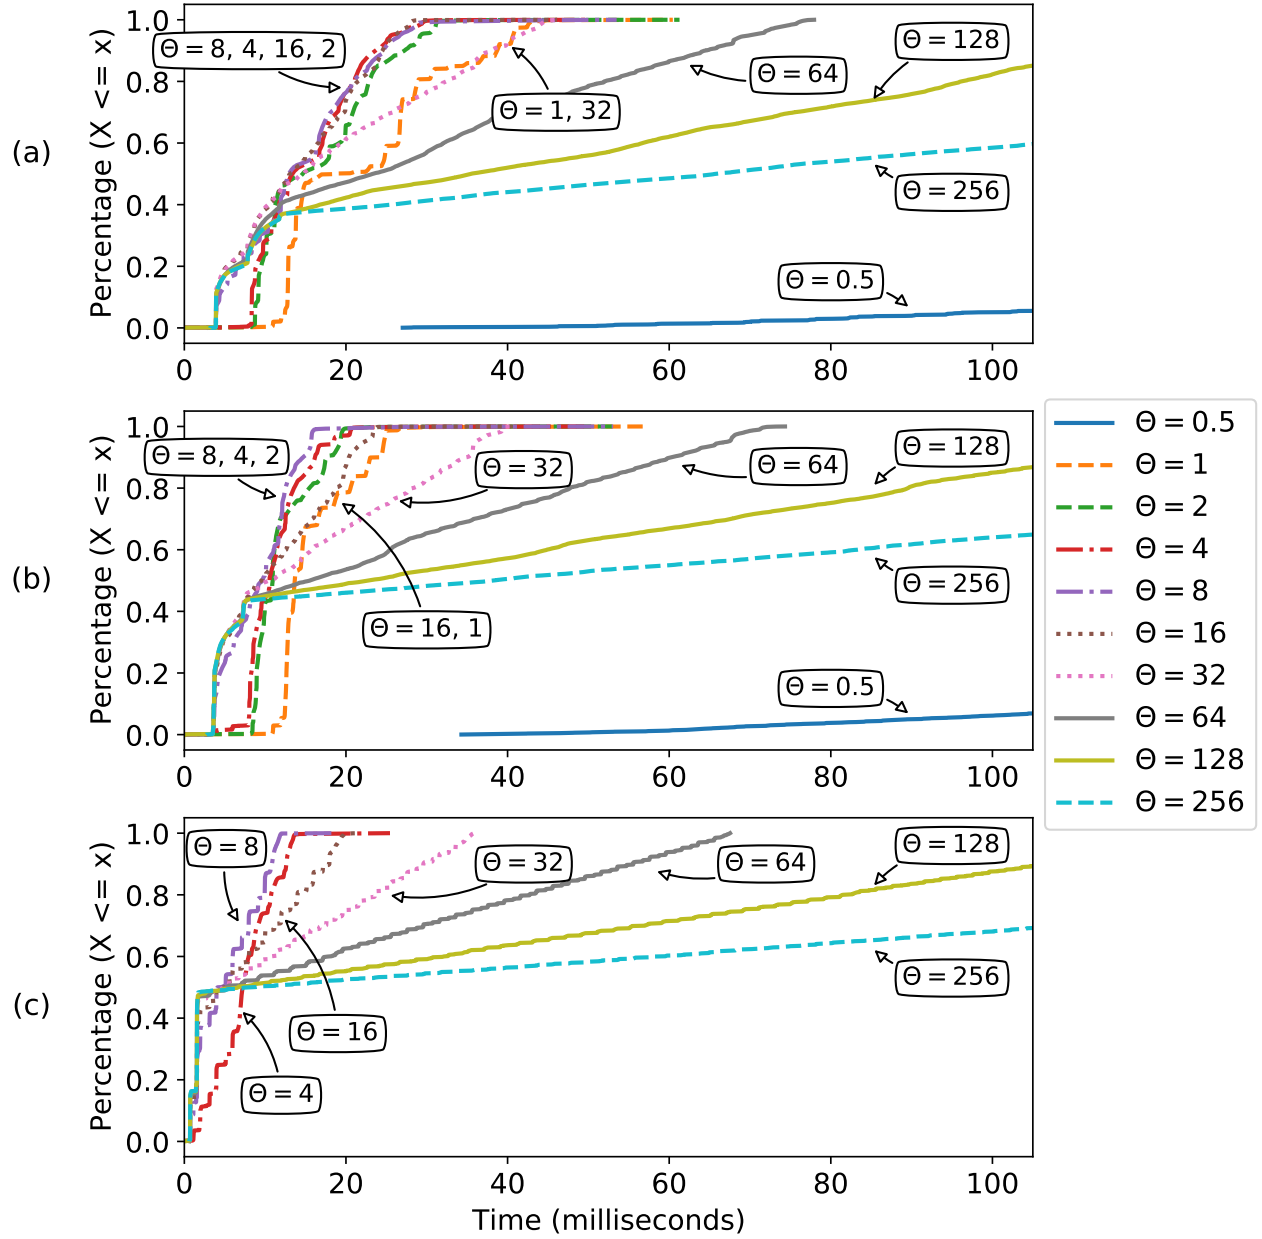 (a)
Percentage (X <= x)
1.0
0.8
0.6
0.4
0.2
0.0
Θ = 8, 4, 16, 2
Θ = 1, 32
Θ = 64
Θ = 128
Θ = 256
Θ = 0.5
0 20 40 60 80 100
(b)
Percentage (X <= x)
1.0
0.8
0.6
0.4
0.2
0.0
Θ = 8, 4, 2
Θ = 32
Θ = 64
Θ = 128
Θ = 256
Θ = 16, 1
Θ = 0.5
0 20 40 60 80 100
Θ = 0.5
Θ = 1
Θ = 2
Θ = 4
Θ = 8
Θ = 16
Θ = 32
Θ = 64
Θ = 128
Θ = 256
(c)
Percentage (X <= x)
1.0
0.8
0.6
0.4
0.2
0.0
Θ = 8
Θ = 32
Θ = 64
Θ = 128
Θ = 256
Θ = 16
Θ = 4
0 20 40 60 80 100
Time (milliseconds)